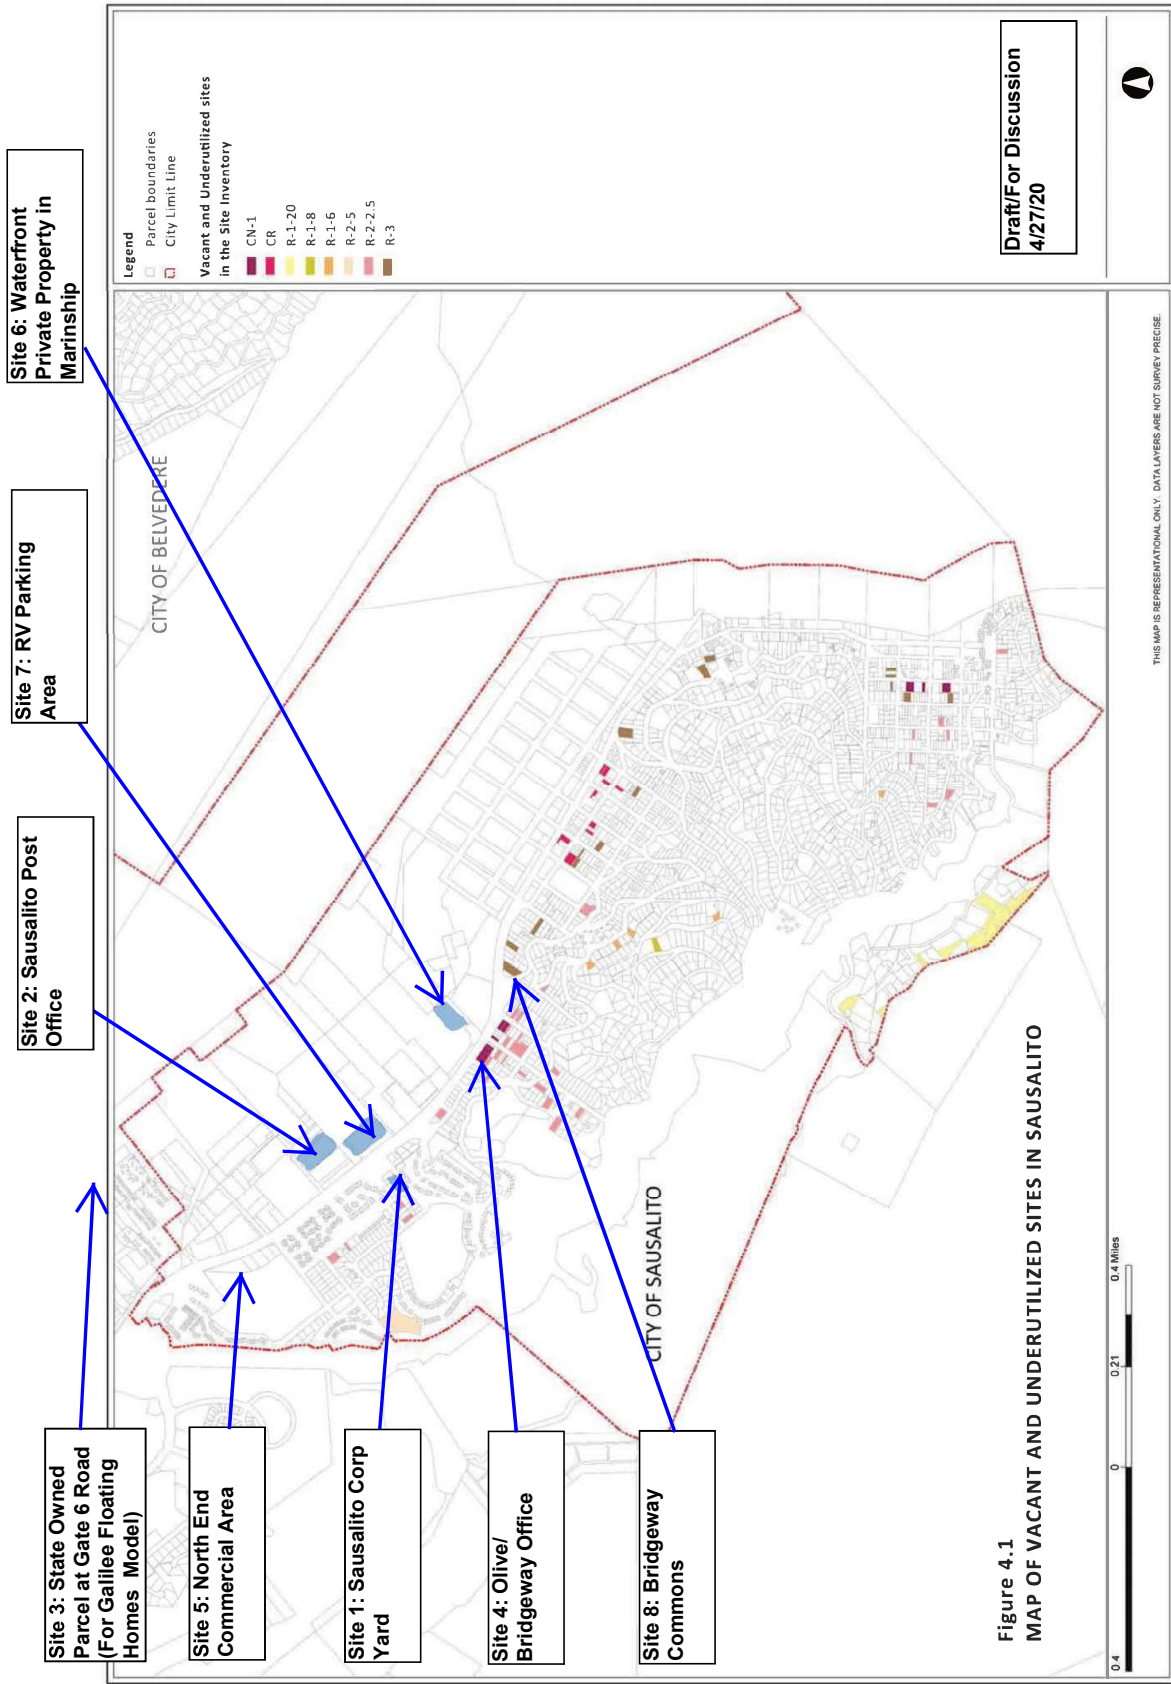 Site 3: State Owned
Parcel at Gate 6 Road
(For Galilee Floating
Homes Model)
Site 5: North End
Commercial Area
Site 1: Sausalito Corp
Yard
Site 4: Olive/
Bridgeway Office
Site 8: Bridgeway
Commons
Site 2: Sausalito Post
Office
Site 7: RV Parking
Area
Site 6: Waterfront
Private Property in
Marinship
CITY OF BELVEDERE
CITY OF SAUSALITO
Legend
Parcel boundaries
City Limit Line
Vacant and Underutilized sites
in the Site Inventory
CN-1
CR
R-1-20
R-1-8
R-1-6
R-2-5
R-2-2.5
R-3
Draft/For Discussion
4/27/20
Figure 4.1
MAP OF VACANT AND UNDERUTILIZED SITES IN SAUSALITO
0.4
0
0.21
0.4 Miles
THIS MAP IS REPRESENTATIONAL ONLY. DATA LAYERS ARE NOT SURVEY PRECISE.